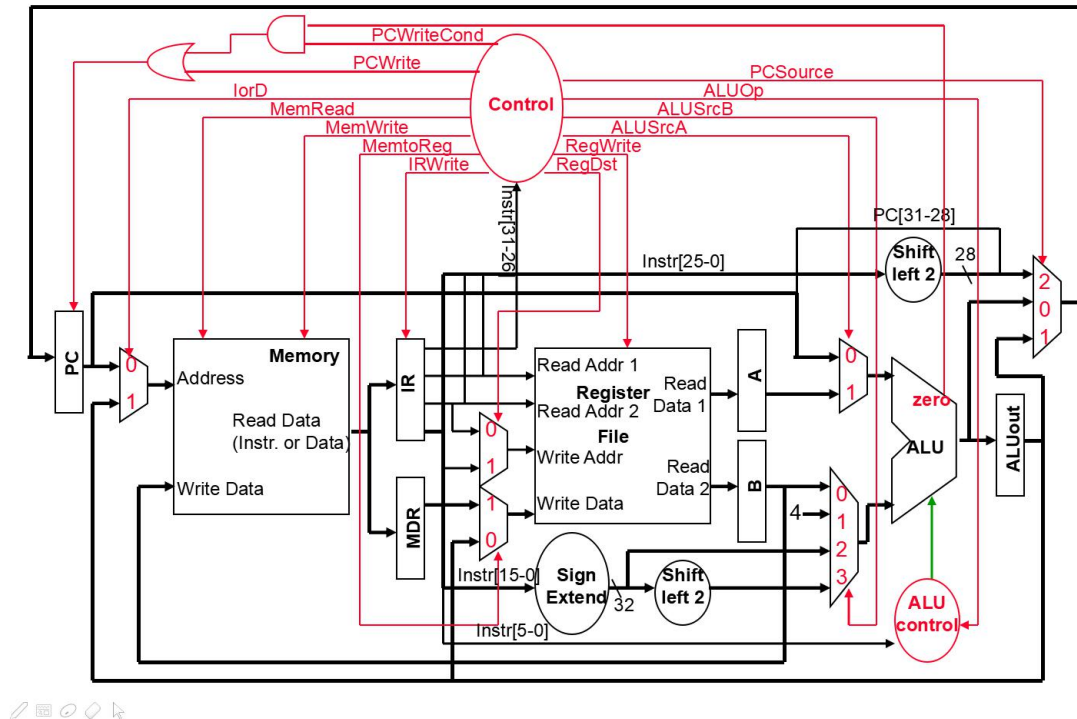 PCWriteCond
PCWrite
PCSource
IorD
Control
ALUOp
MemRead
ALUSrcB
MemWrite
ALUSrcA
MemtoReg
RegWrite
IRWrite
RegDst
Instr[31-26]
PC[31-28]
Instr[25-0]
Shift
left 2
28
2
0
1
PC
0
1
Memory
Address
Read Data
(Instr. or Data)
Write Data
IR
MDR
0
1
1
0
Read Addr 1
Register
Read Addr 2
File
Write Addr
Write Data
Read
Data 1
Read
Data 2
A
B
0
1
4
0
1
2
3
zero
ALU
ALUout
Instr[15-0]
Sign
Extend
32
Shift
left 2
Instr[5-0]
ALU
control